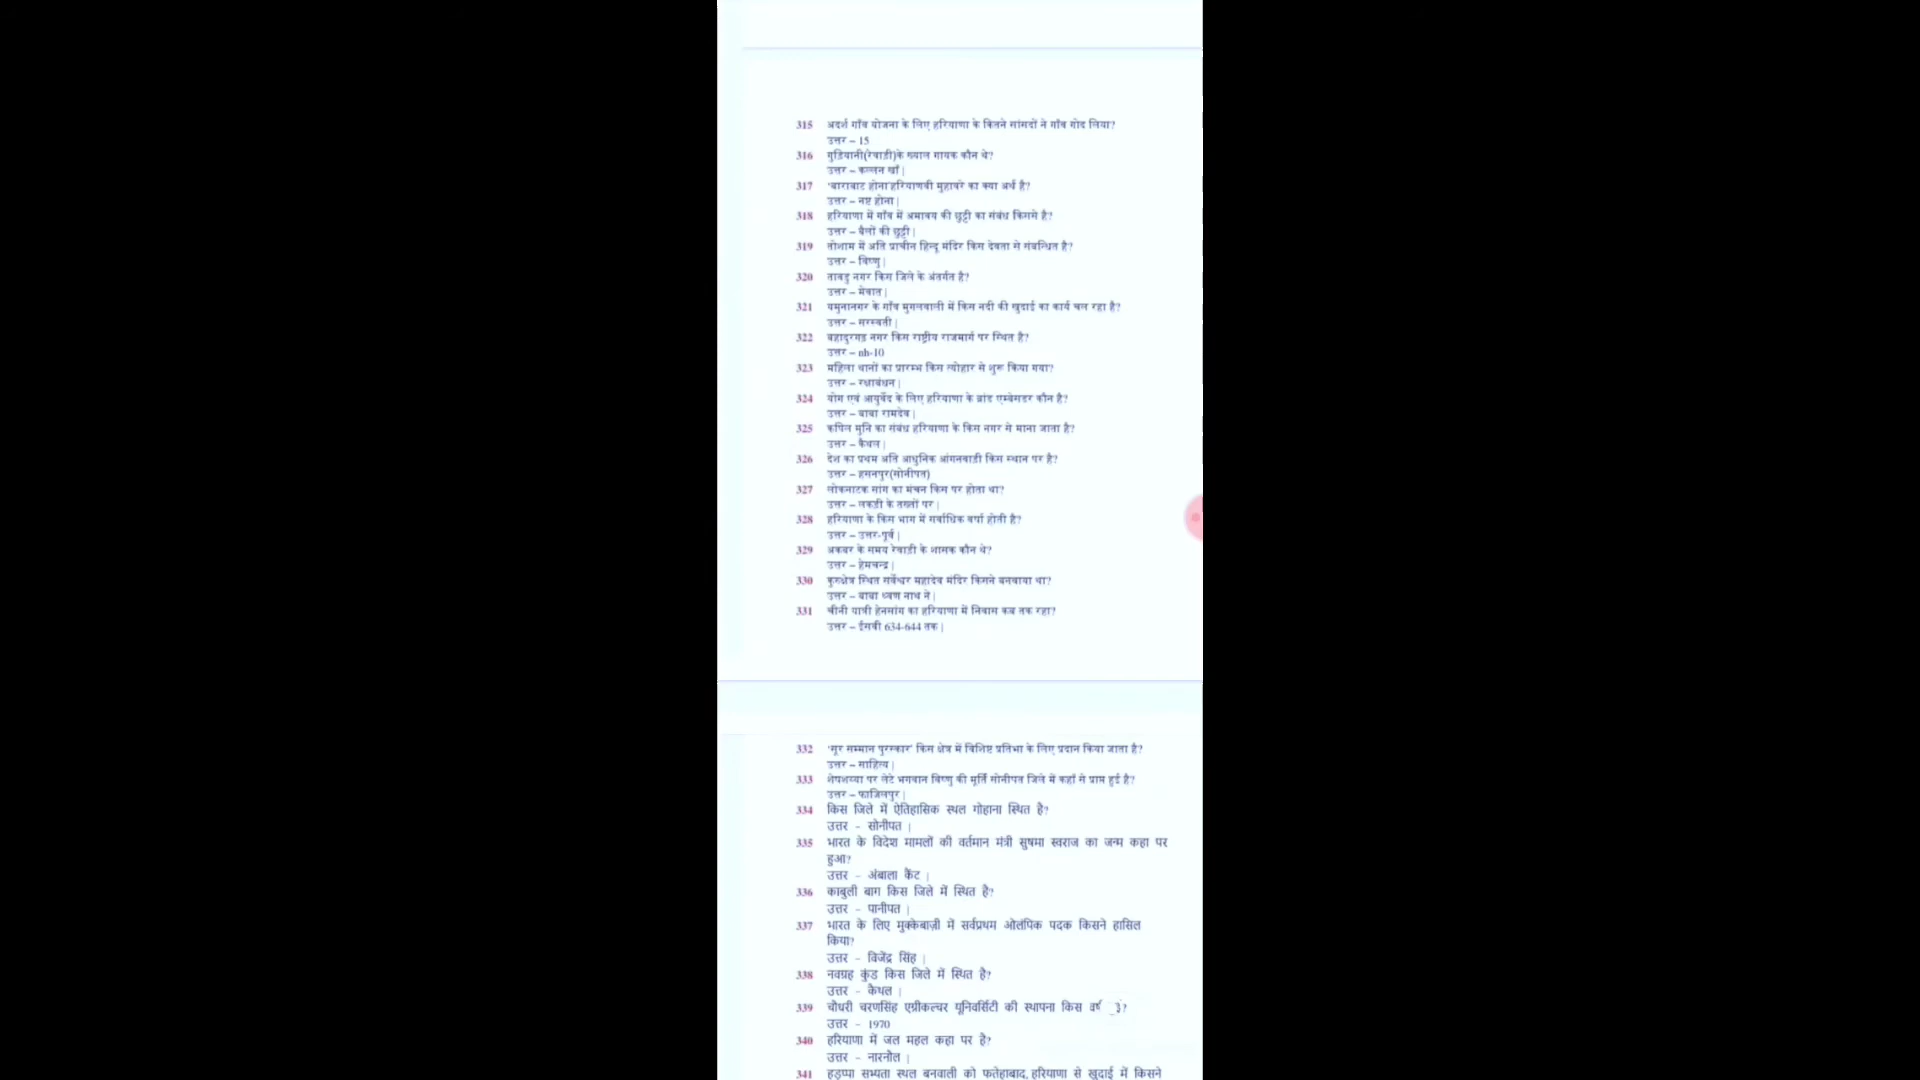 315 अदर्श गाँव योजना के लिए हरियाणा के कितने सांसदों ने गाँव गोद लिया?
उत्तर – 15
316 गुड़ियानी(रेवाड़ी)के ख्याल गायक कौन थे?
उत्तर – कल्लन खाँ |
317 'बाराबाट होना'हरियाणवी मुहावरे का क्या अर्थ है?
उत्तर – नष्ट होना |
318 हरियाणा में गाँव में अमावय की छुट्टी का संबंध किससे है?
उत्तर – बैलों की छुट्टी |
319 तोशाम में अति प्राचीन हिन्दू मंदिर किस देवता से संबन्धित है?
उत्तर – विष्णु |
320 तावडु नगर किस जिले के अंतर्गत है?
उत्तर – मेवात |
321 यमुनानगर के गाँव मुगलवाली में किस नदी की खुदाई का कार्य चल रहा है?
उत्तर – सरस्वती |
322 बहादुरगढ़ नगर किस राष्ट्रीय राजमार्ग पर स्थित है?
उत्तर – nh-10
323 महिला थानों का प्रारम्भ किस त्योहार से शुरू किया गया?
उत्तर – रक्षाबंधन |
324 योग एवं आयुर्वेद के लिए हरियाणा के ब्रांड एम्बेसडर कौन है?
उत्तर – बाबा रामदेव |
325 कपिल मुनि का संबंध हरियाणा के किस नगर से माना जाता है?
उत्तर – कैथल |
326 देश का प्रथम अति आधुनिक आंगनवाड़ी किस स्थान पर है?
उत्तर – हसनपुर(सोनीपत)
327 लोकनाटक सांग का मंचन किस पर होता था?
उत्तर – लकड़ी के तख्तों पर |
328 हरियाणा के किस भाग में सर्वाधिक वर्षा होती है?
उत्तर – उत्तर-पूर्व |
329 अकबर के समय रेवाड़ी के शासक कौन थे?
उत्तर – हेमचन्द्र |
330 कुरुक्षेत्र स्थित सर्वेश्वर महादेव मंदिर किसने बनवाया था?
उत्तर – बाबा श्रवण नाथ ने |
331 चीनी यात्री हेनसांग का हरियाणा में निवास कब तक रहा?
उत्तर – ईसवी 634-644 तक |
332 'सूर सम्मान पुरस्कार' किस क्षेत्र में विशिष्ट प्रतिभा के लिए प्रदान किया जाता है?
उत्तर – साहित्य |
333 शेषशय्या पर लेटे भगवान विष्णु की मूर्ति सोनीपत जिले में कहाँ से प्राप्त हुई है?
उत्तर – फाजिलपुर |
334 किस जिले में ऐतिहासिक स्थल गोहाना स्थित है?
उत्तर – सोनीपत |
335 भारत के विदेश मामलों की वर्तमान मंत्री सुषमा स्वराज का जन्म कहा पर
हुआ?
उत्तर – अंबाला कैंट |
336 काबुली बाग किस जिले में स्थित है?
उत्तर – पानीपत |
337 भारत के लिए मुक्केबाज़ी में सर्वप्रथम ओलंपिक पदक किसने हासिल
किया?
उत्तर – विजेंद्र सिंह |
338 नवग्रह कुंड किस जिले में स्थित है?
उत्तर – कैथल |
339 चौधरी चरणसिंह एग्रीकल्चर यूनिवर्सिटी की स्थापना किस वर्ष
उत्तर – 1970
340 हरियाणा में जल महल कहा पर है?
उत्तर – नारनौल |
341 हड़प्पा सभ्यता स्थल बनवाली को फतेहाबाद, हरियाणा से खुदाई में किसने